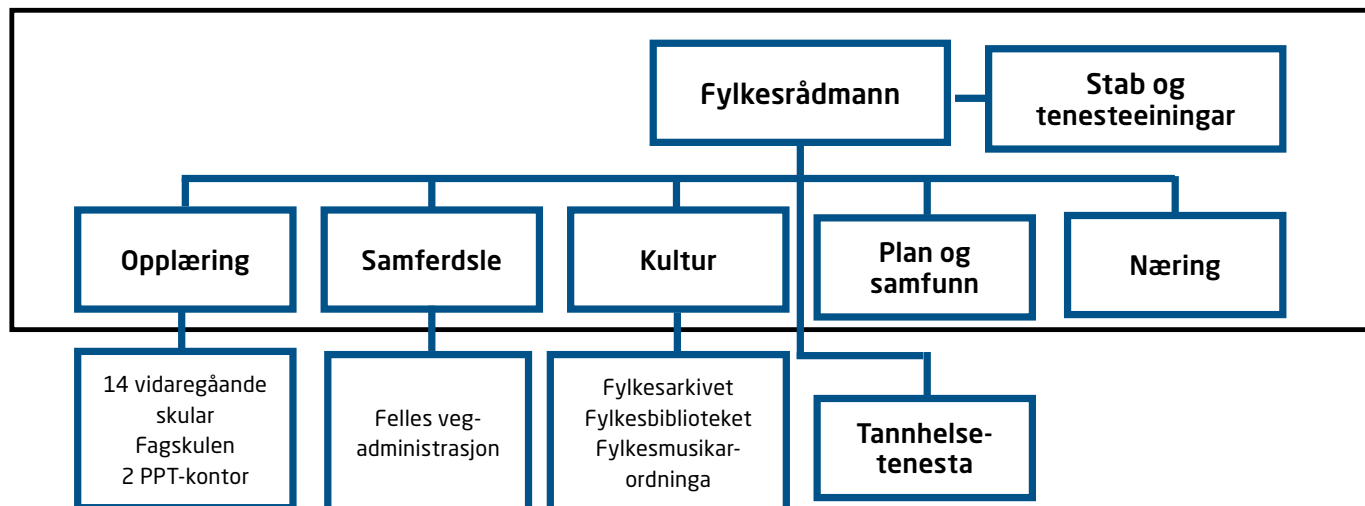 Fylkesrådmann
Stab og
tenesteeiningar
Opplæring
Samferdsle
Kultur
Plan og
samfunn
Næring
14 vidaregåande
skular
Fagskulen
2 PPT-kontor
Felles veg-
administrasjon
Fylkesarkivet
Fylkesbiblioteket
Fylkesmusikar-
ordninga
Tannhelse-
tenesta